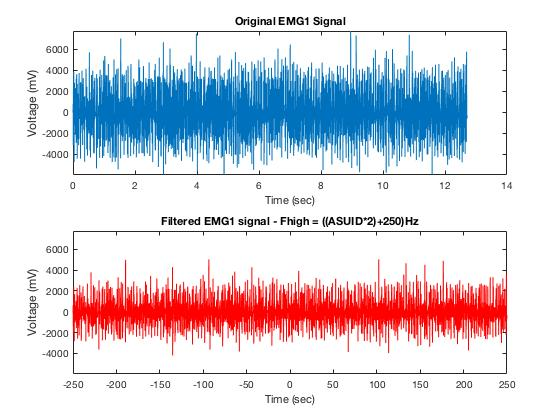 Original EMG1 Signal
6000
4000
2000
0
-2000
-4000
Voltage (mV)
0 2 4 6 8 10 12 14
Time (sec)
Filtered EMG1 signal - Fhigh = ((ASUID*2)+250)Hz
6000
4000
2000
0
-2000
-4000
Voltage (mV)
-250 -200 -150 -100 -50 0 50 100 150 200 250
Time (sec)